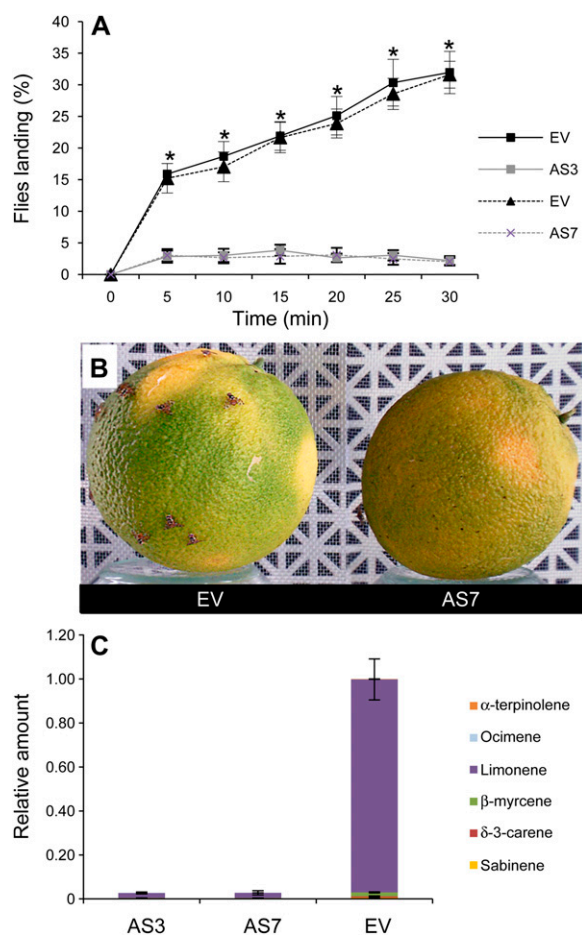 A
Flies landing (%)
40
35
30
25
20
15
10
5
0
* * * * * *
0 5 10 15 20 25 30
Time (min)
EV
AS3
EV
AS7
B
EV AS7
C
Relative amount
1.20
1.00
0.80
0.60
0.40
0.20
0
AS3 AS7 EV
α-terpinolene
Ocimene
Limonene
β-myrcene
δ-3-carene
Sabinene